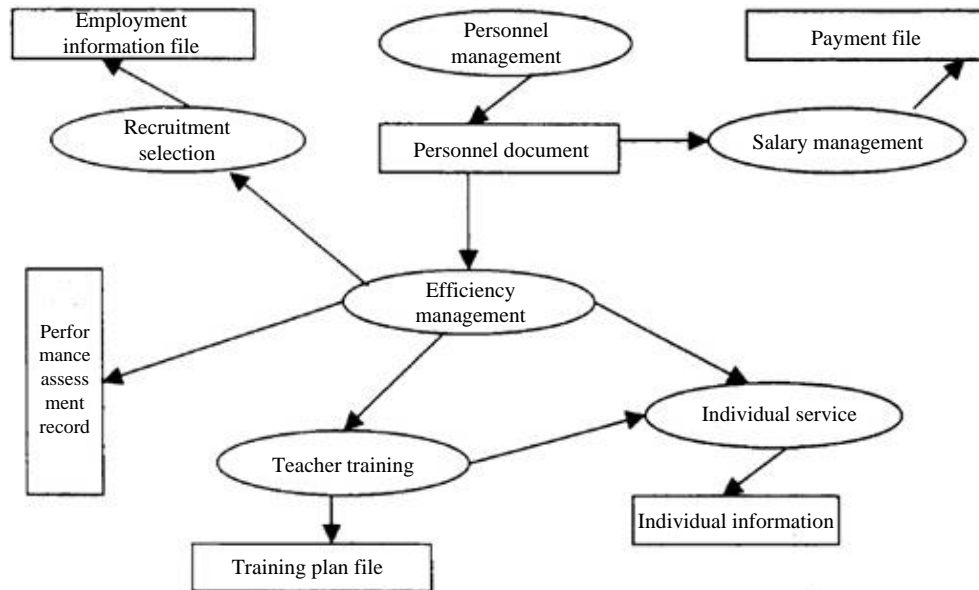 Employment
information file
Personnel
management
Payment file
Recruitment
selection
Personnel document
Salary management
Efficiency
management
Perfor
mance
assess
ment
record
Individual service
Teacher training
Individual information
Training plan file